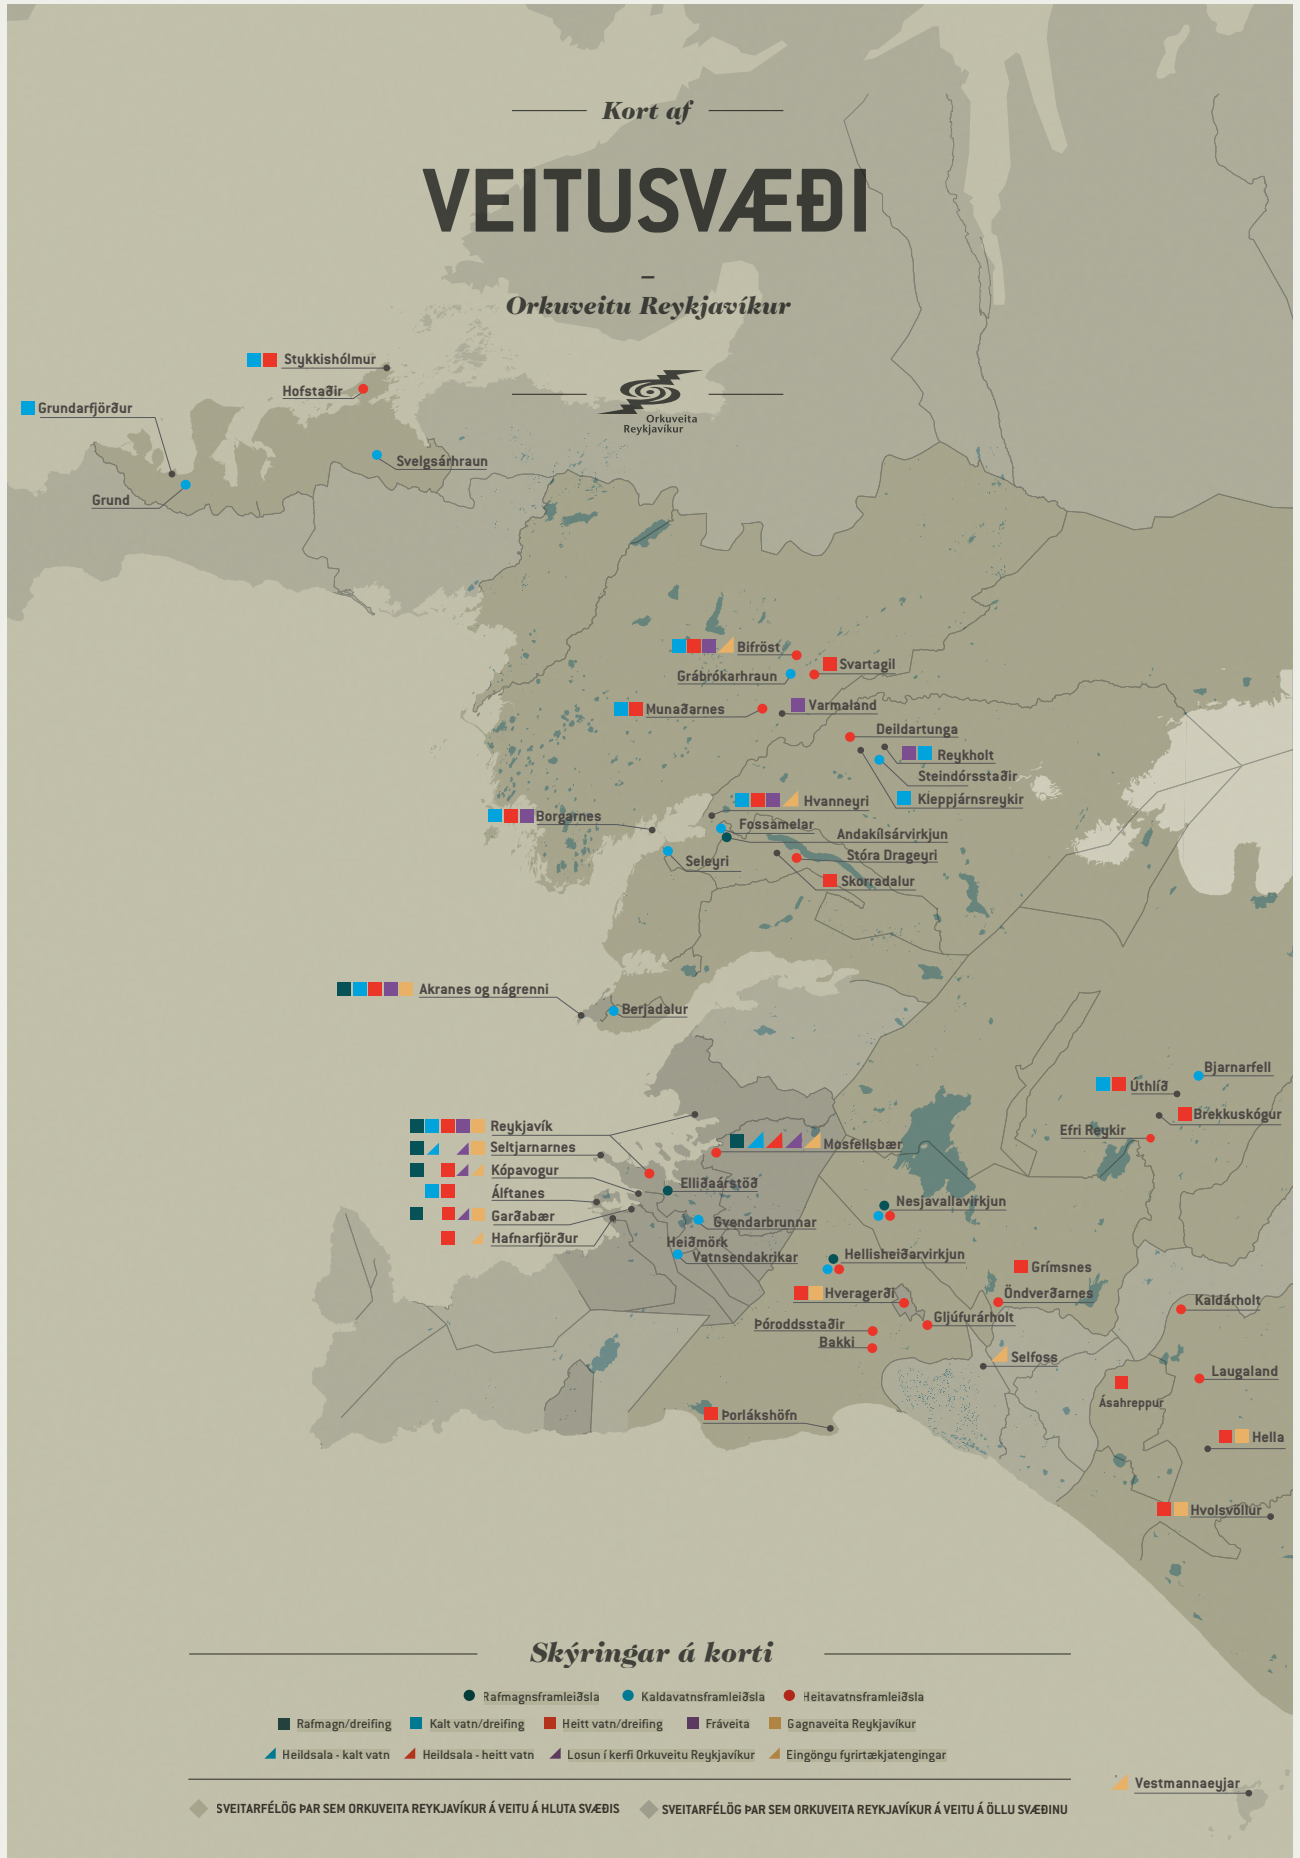 Kort af
VEITUSVÆÐI
–
Orkuveitu Reykjavíkur
Orkuveita
Reykjavíkur
Stykkishólmur
Hofstaðir
Grundarfjörður
Svelgsárhraun
Grund
Bifröst
Svartagil
Grábrókarhraun
Munaðarnes
Varmaland
Deildartunga
Reykholt
Steindórsstaðir
Kleppjárnsreykir
Hvanneyri
Borgarnes
Fossamelar
Andakílsárvirkjun
Stóra Drageyri
Seleyri
Skorradalur
Akranes og nágrenni
Berjadalur
Bjarnarfell
Úthlíð
Brekkuskógur
Efri Reykir
Reykjavík
Seltjarnarnes
Mosfellsbær
Kópavogur
Elliðaárstöð
Álftanes
Nesjavallavirkjun
Garðabær
Gvendarbrunnar
Hafnarfjörður
Heiðmörk
Vatnsendakrikar
Hellisheiðarvirkjun
Grímsnes
Hveragerði
Öndverðarnes
Kaldárholt
Gljúfurárholt
Þóroddsstaðir
Bakki
Selfoss
Laugaland
Ásahreppur
Þorlákshöfn
Hella
Hvolsvöllur
Skýringar á korti
Rafmagnsframleiðsla
Kaldavatnsframleiðsla
Heitavatnsframleiðsla
Rafmagn/dreifing
Kalt vatn/dreifing
Heitt vatn/dreifing
Fráveita
Gagnaveita Reykjavíkur
Heildsala - kalt vatn
Heildsala - heitt vatn
Losun í kerfi Orkuveitu Reykjavíkur
Eingöngu fyrirtækjatengingar
Vestmannaeyjar
SVEITARFÉLÖG ÞAR SEM ORKUVEITA REYKJAVÍKUR Á VEITU Á HLUTA SVÆÐIS
SVEITARFÉLÖG ÞAR SEM ORKUVEITA REYKJAVÍKUR Á VEITU Á ÖLLU SVÆÐINU